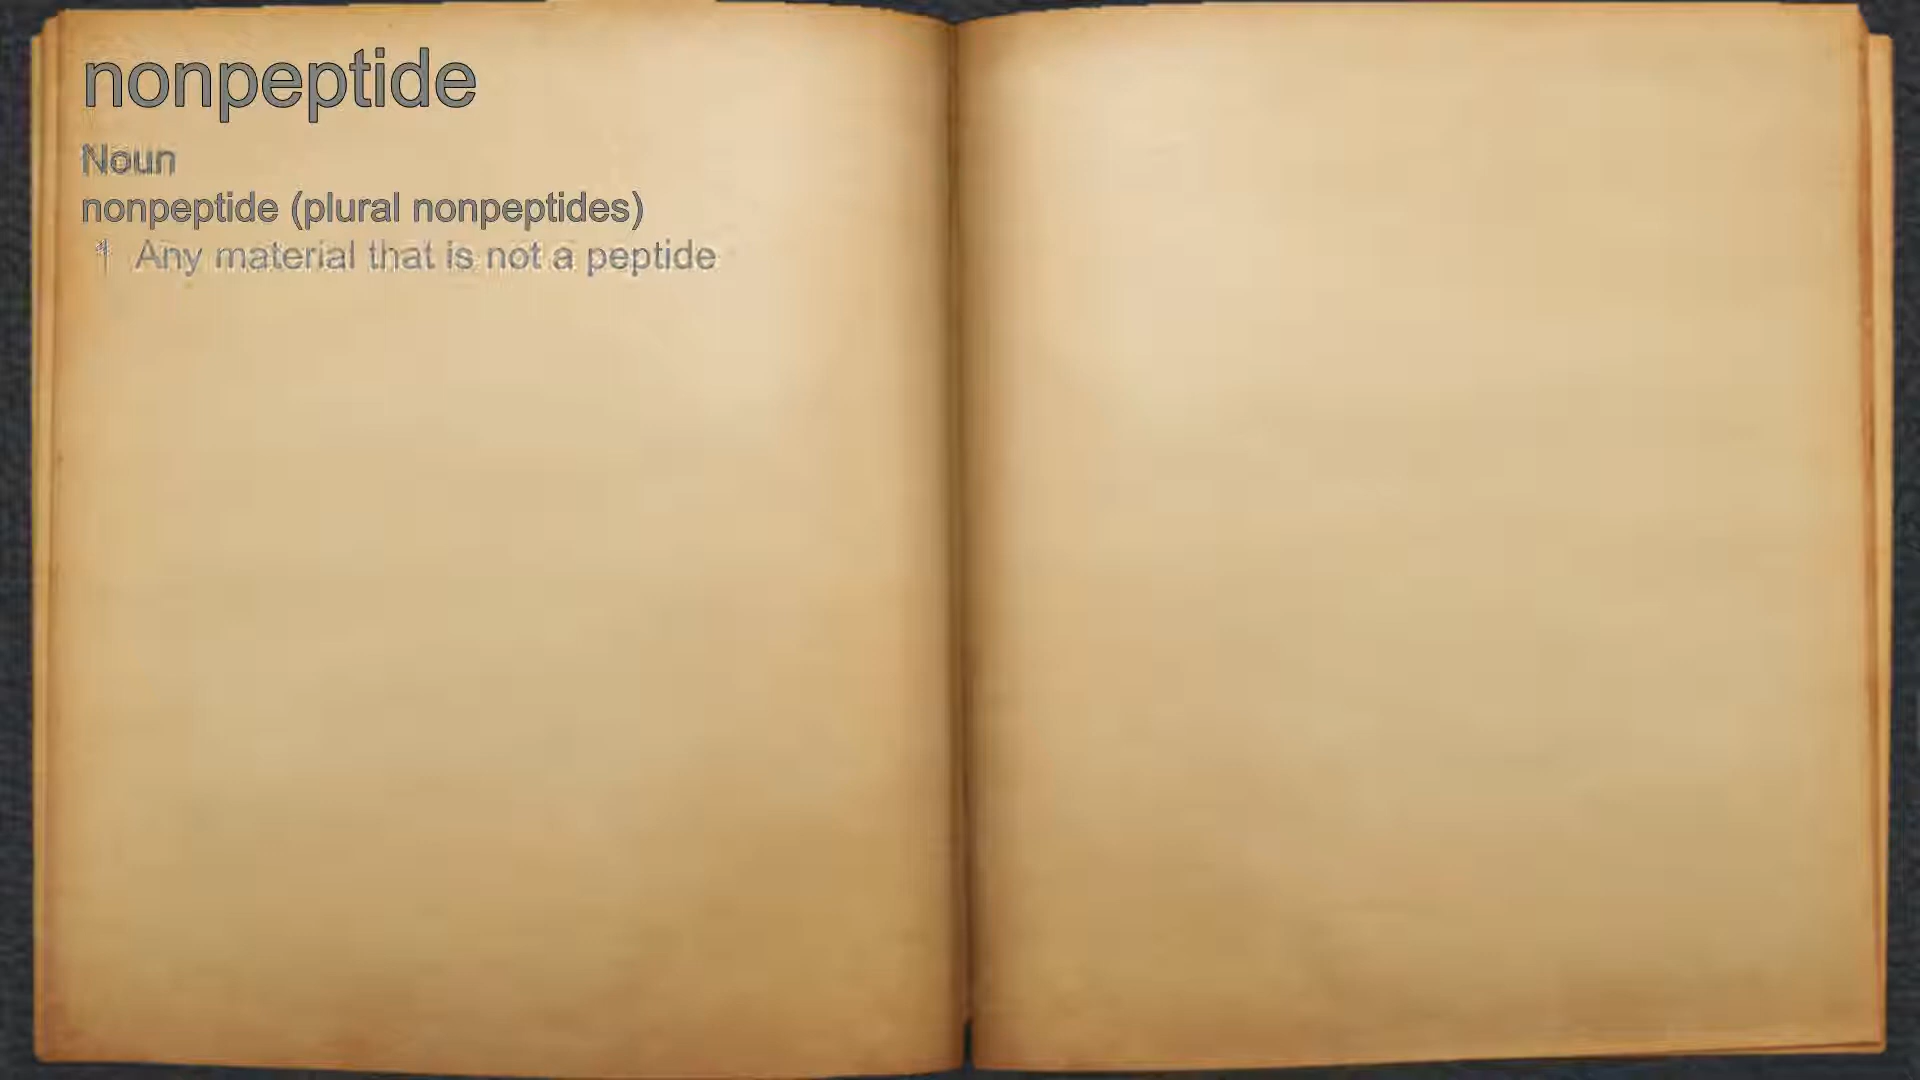 nonpeptide
Noun
nonpeptide (plural nonpeptides)
1 Any material that is not a peptide